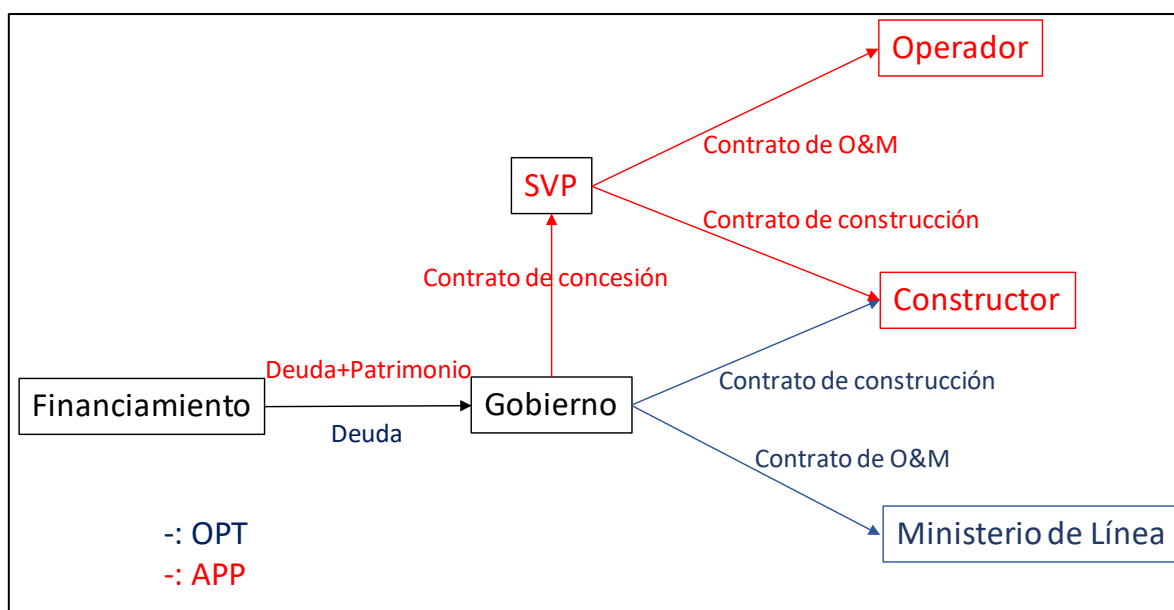 Operador
Contrato de O&M
SVP
Contrato de construcción
Contrato de concesión
Constructor
Deuda+Patrimonio
Contrato de construcción
Financiamiento
Gobierno
Deuda
Contrato de O&M
-: OPT
Ministerio de Línea
-: APP